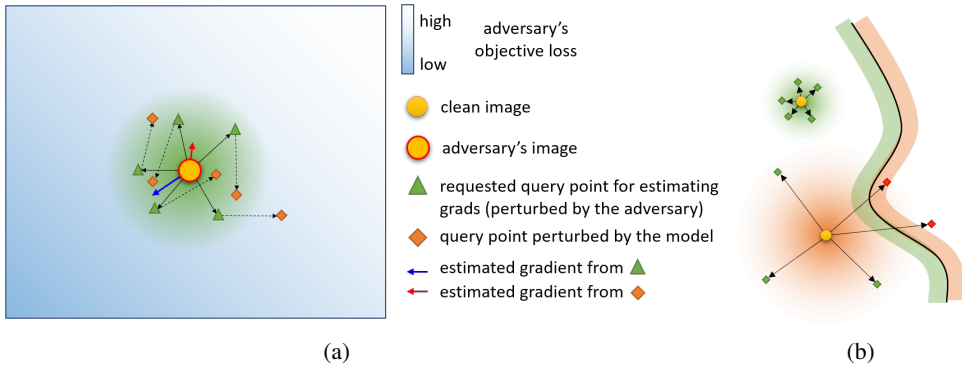 high
low
adversary's
objective loss
clean image
adversary's image
requested query point for estimating
grads (perturbed by the adversary)
query point perturbed by the model
estimated gradient from
estimated gradient from
(a)
(b)